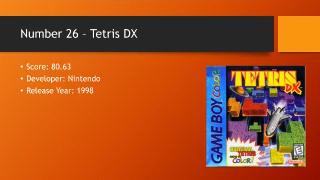 Number 26 – Tetris DX
• Score: 80.63
• Developer: Nintendo
• Release Year: 1998
GAME BOY COLOR
TETRIS
DX